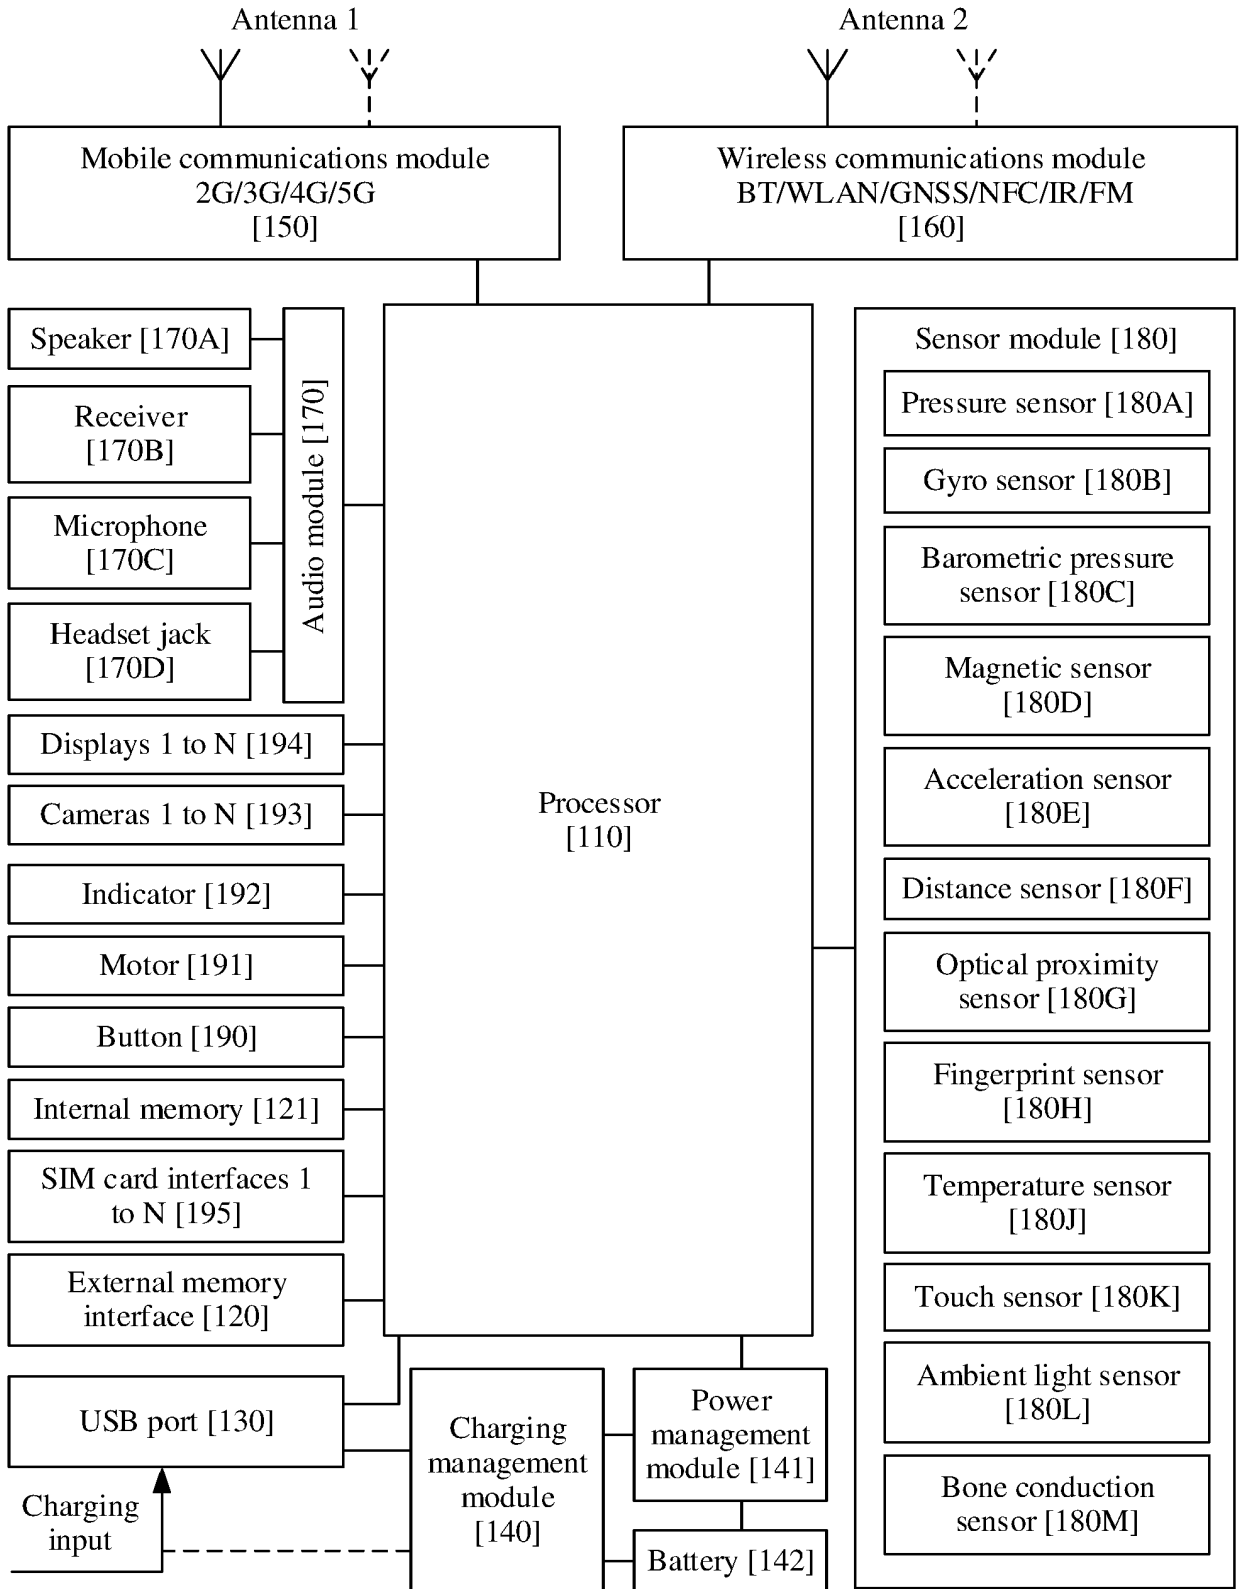 Antenna 1
Antenna 2
Mobile communications module
2G/3G/4G/5G
[150]
Wireless communications module
BT/WLAN/GNSS/NFC/IR/FM
[160]
Speaker [170A]
Receiver
[170B]
Microphone
[170C]
Headset jack
[170D]
Audio module [170]
Displays 1 to N [194]
Cameras 1 to N [193]
Indicator [192]
Motor [191]
Button [190]
Internal memory [121]
SIM card interfaces 1
to N [195]
External memory
interface [120]
USB port [130]
Charging
input
Processor
[110]
Charging
management
module
[140]
Power
management
module [141]
Battery [142]
Sensor module [180]
Pressure sensor [180A]
Gyro sensor [180B]
Barometric pressure
sensor [180C]
Magnetic sensor
[180D]
Acceleration sensor
[180E]
Distance sensor [180F]
Optical proximity
sensor [180G]
Fingerprint sensor
[180H]
Temperature sensor
[180J]
Touch sensor [180K]
Ambient light sensor
[180L]
Bone conduction
sensor [180M]